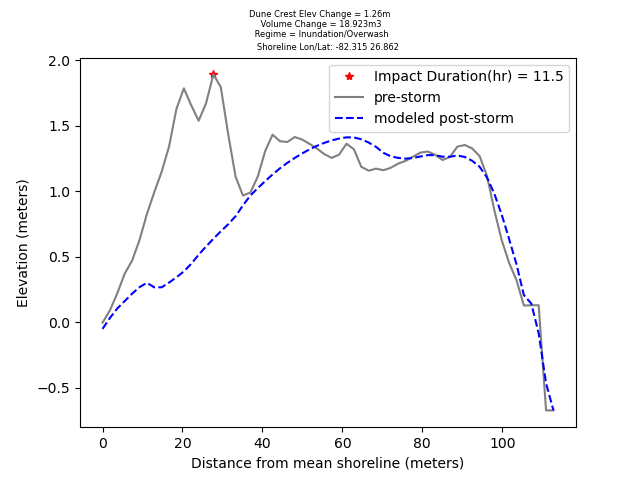 Dune Crest Elev Change = 1.26m
Volume Change = 18.923m3
Regime = Inundation/Overwash
Shoreline Lon/Lat: -82.315 26.862
Impact Duration(hr) = 11.5
pre-storm
modeled post-storm
2.0
1.5
1.0
0.5
0.0
−0.5
Elevation (meters)
0 20 40 60 80 100
Distance from mean shoreline (meters)